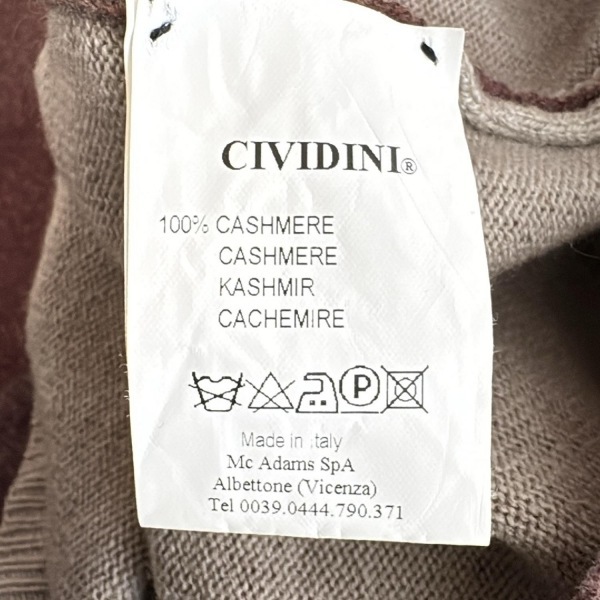 CIVIDINI®
100% CASHMERE
CASHMERE
KASHMIR
CACHEMIRE
P
Made in Italy
Mc Adams SpA
Albettone (Vicenza)
Tel 0039.0444.790.371